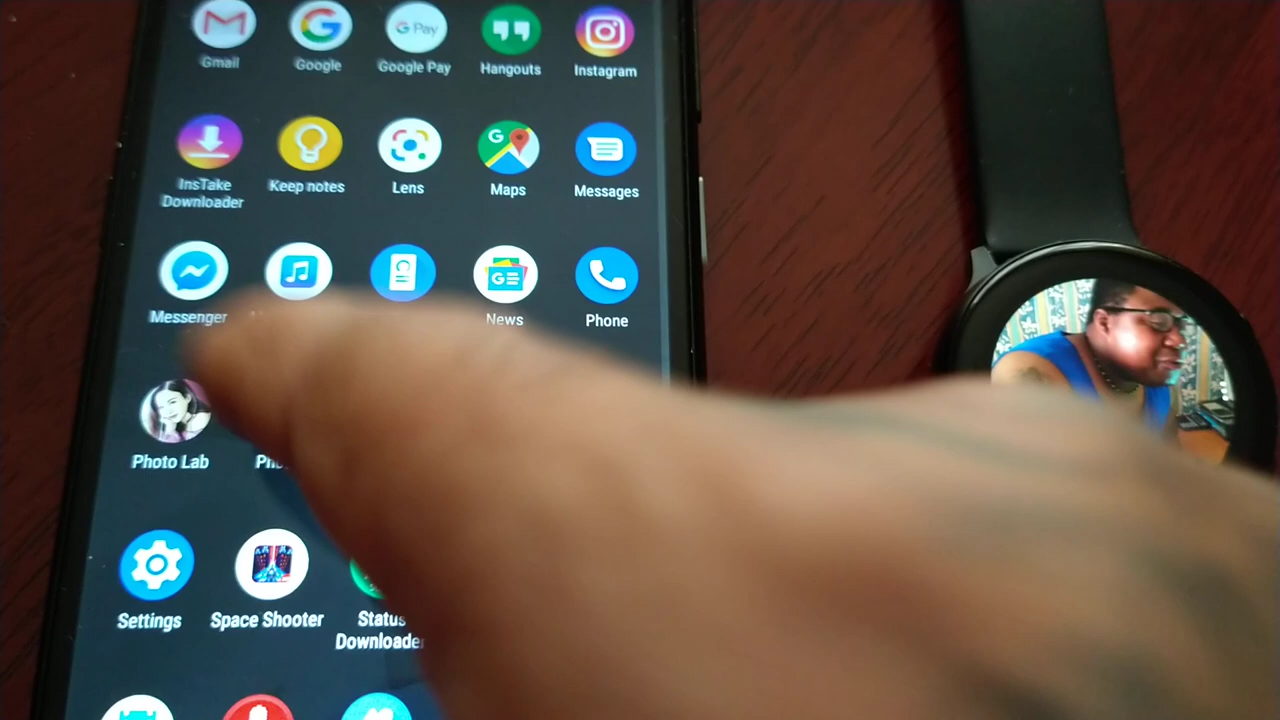 Gmail
Google
Google Pay
Hangouts
Instagram
G Pay
InsTake
Downloader
Keep notes
Lens
Maps
Messages
Messenger
News
Phone
Photo Lab
Settings
Space Shooter
Status
Downloader